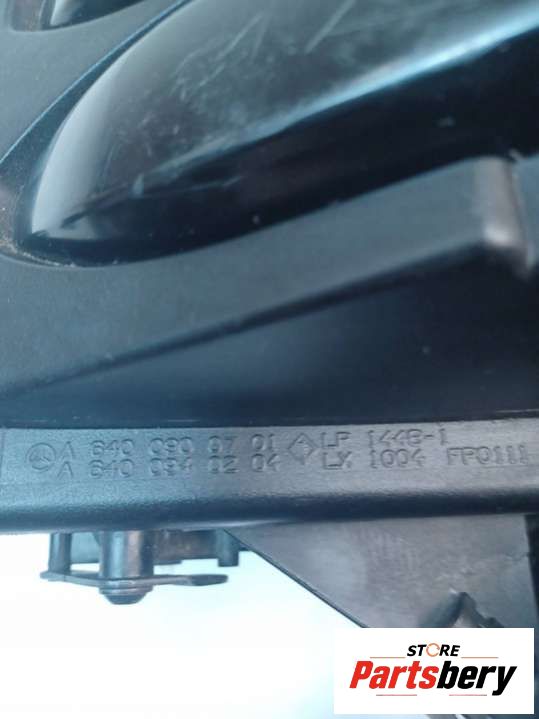 A 640 090 07 01 LP 1448-1
A 640 094 02 04 LX 1004 FP0111
STORE
Partsbery